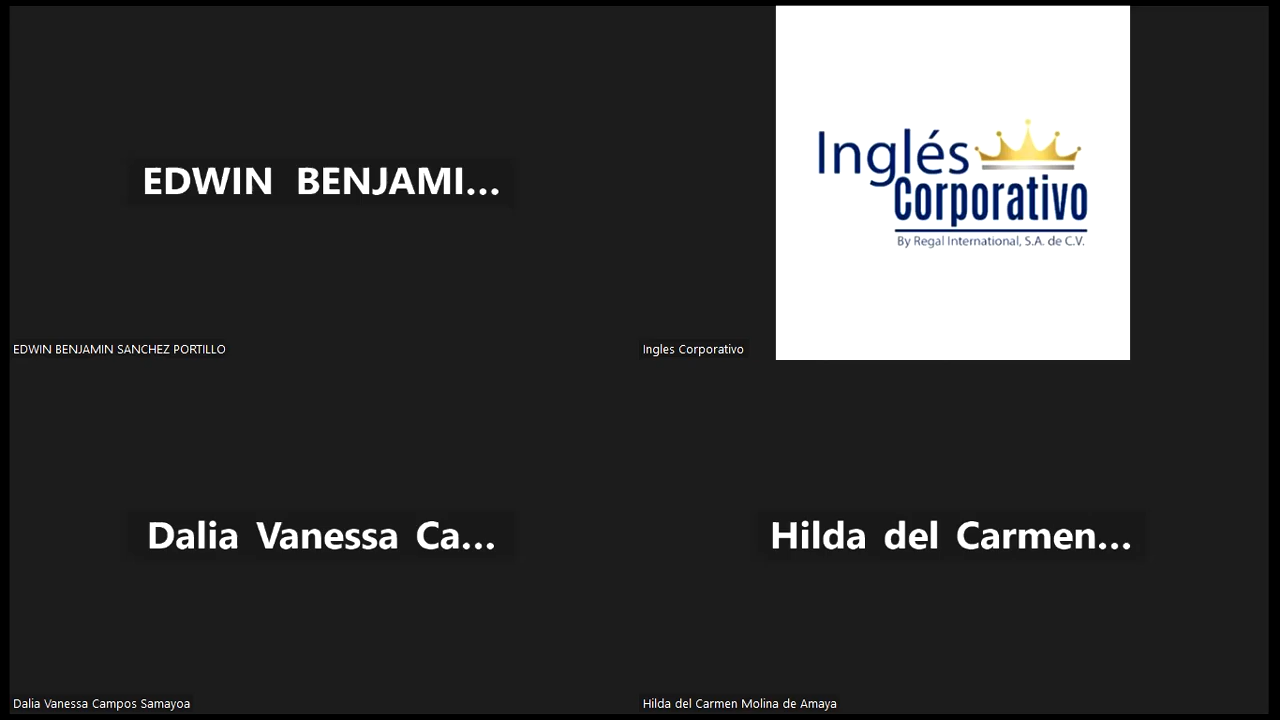 EDWIN BENJAMI...
EDWIN BENJAMIN SANCHEZ PORTILLO
Inglés
Corporativo
By Regal International, S.A. de C.V.
Ingles Corporativo
Dalia Vanessa Ca...
Dalia Vanessa Campos Samayoa
Hilda del Carmen...
Hilda del Carmen Molina de Amaya